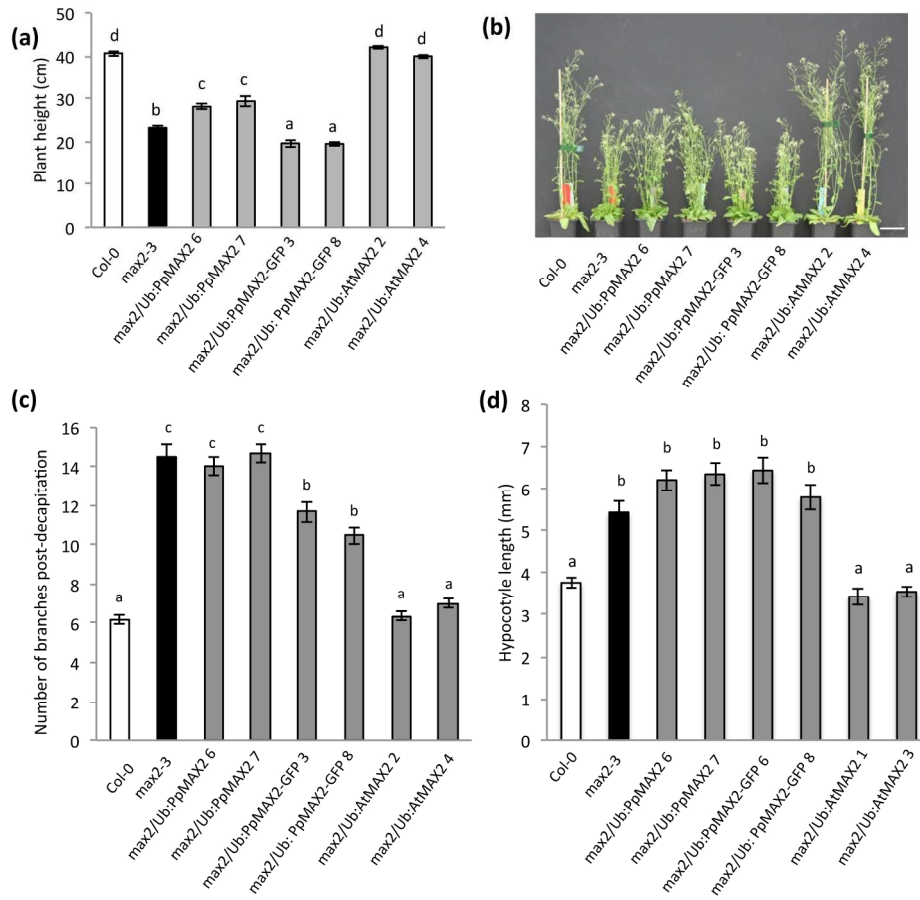 (a)
Plant height (cm)
50
40
30
20
10
0
d
b
c
c
a
a
d
d
Col-0
max2-3
max2/Ub:PpMAX2 6
max2/Ub:PpMAX2 7
max2/Ub:PpMAX2-GFP 3
max2/Ub: PpMAX2-GFP 8
max2/Ub:AtMAX2 2
max2/Ub:AtMAX2 4
(b)
Col-0
max2-3
max2/Ub:PpMAX2 6
max2/Ub:PpMAX2 7
max2/Ub:PpMAX2-GFP 3
max2/Ub: PpMAX2-GFP 8
max2/Ub:AtMAX2 2
max2/Ub:AtMAX2 4
(c)
Number of branches post-decapitation
16
14
12
10
8
6
4
2
0
a
c
c
c
b
b
a
a
Col-0
max2-3
max2/Ub:PpMAX2 6
max2/Ub:PpMAX2 7
max2/Ub:PpMAX2-GFP 3
max2/Ub: PpMAX2-GFP 8
max2/Ub:AtMAX2 2
max2/Ub:AtMAX2 4
(d)
Hypocotyle length (mm)
8
7
6
5
4
3
2
1
0
a
b
b
b
b
b
a
a
Col-0
max2-3
max2/Ub:PpMAX2 6
max2/Ub:PpMAX2 7
max2/Ub:PpMAX2-GFP 6
max2/Ub: PpMAX2-GFP 8
max2/Ub:AtMAX2 1
max2/Ub:AtMAX2 3